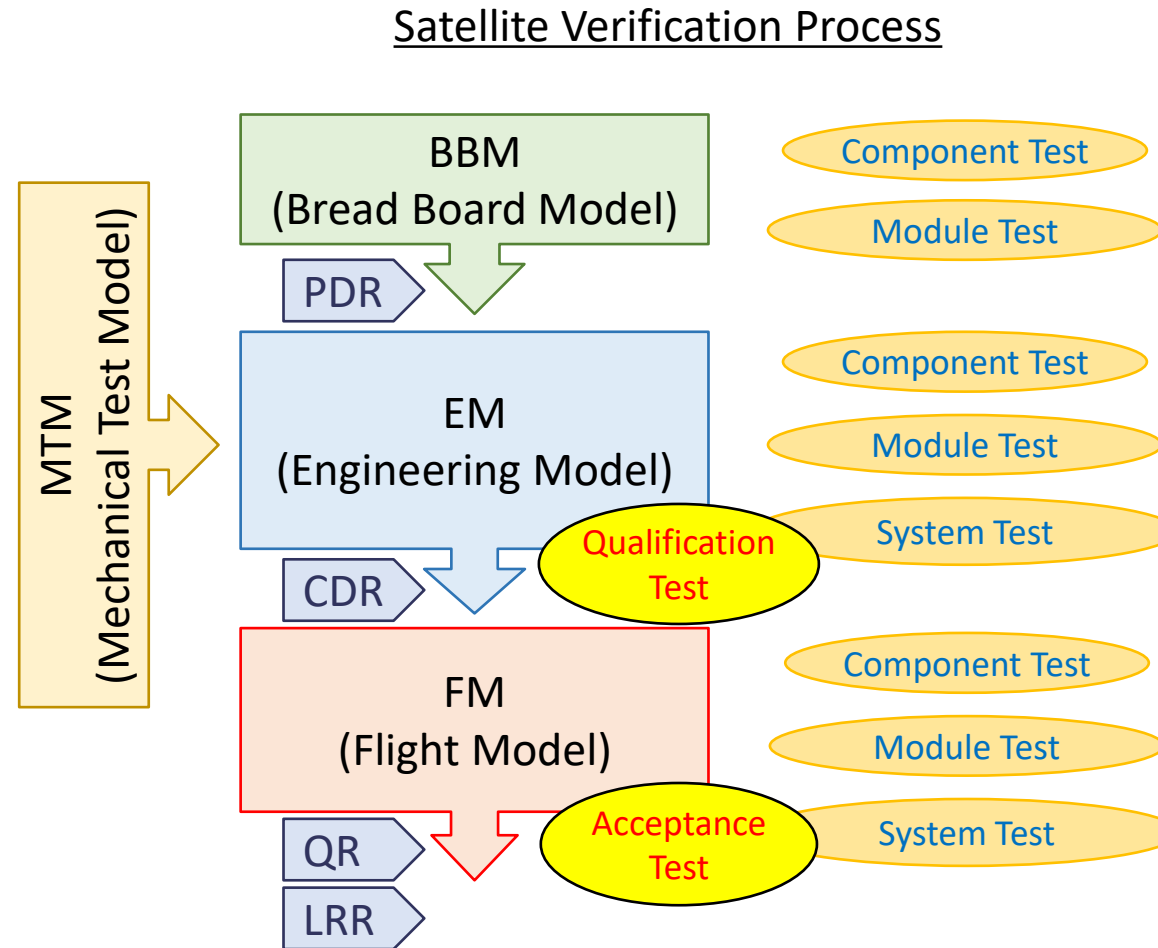 Satellite Verification Process
BBM
(Bread Board Model)
Component Test
Module Test
PDR
MTM
(Mechanical Test Model)
EM
(Engineering Model)
Component Test
Module Test
System Test
Qualification
Test
CDR
FM
(Flight Model)
Component Test
Module Test
System Test
Acceptance
Test
QR
LRR